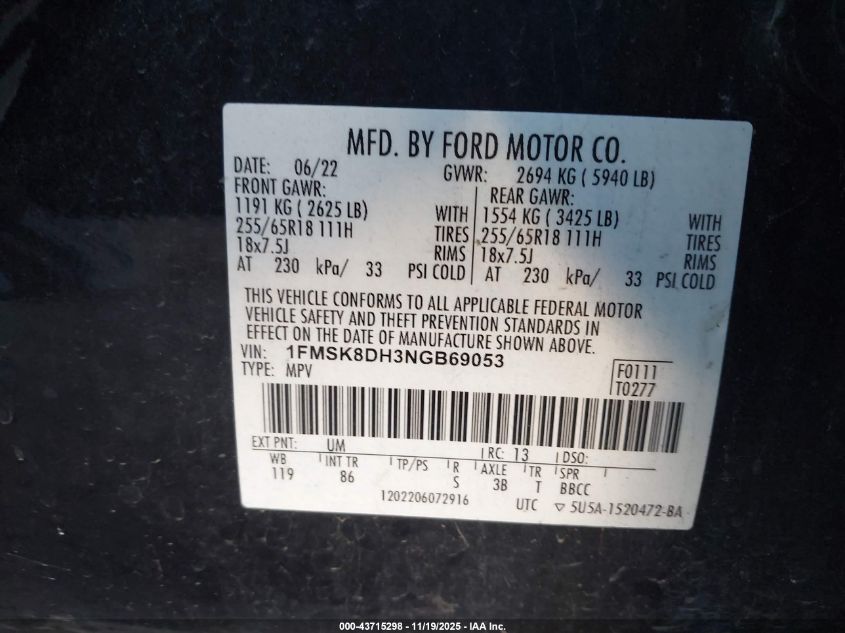 MFD. BY FORD MOTOR CO.
DATE: 06/22 GVWR: 2694 KG ( 5940 LB)
FRONT GAWR: REAR GAWR:
1191 KG ( 2625 LB) WITH 1554 KG ( 3425 LB) WITH
255/65R18 111H TIRES 255/65R18 111H TIRES
18x7.5J RIMS 18x7.5J RIMS
AT 230 kPa/ 33 PSI COLD AT 230 kPa/ 33 PSI COLD
THIS VEHICLE CONFORMS TO ALL APPLICABLE FEDERAL MOTOR
VEHICLE SAFETY AND THEFT PREVENTION STANDARDS IN
EFFECT ON THE DATE OF MANUFACTURE SHOWN ABOVE.
VIN: 1FMSK8DH3NGB69053 F0111
TYPE: MPV T0277
EXT PNT: UM RC: 13 DSO:
WB INT TR TP/PS R AXLE TR SPR
119 86 S 3B T BBCC
1202206072916 UTC ▽ 5U5A-1520472-BA
000-43715298 - 11/19/2025 - IAA Inc.